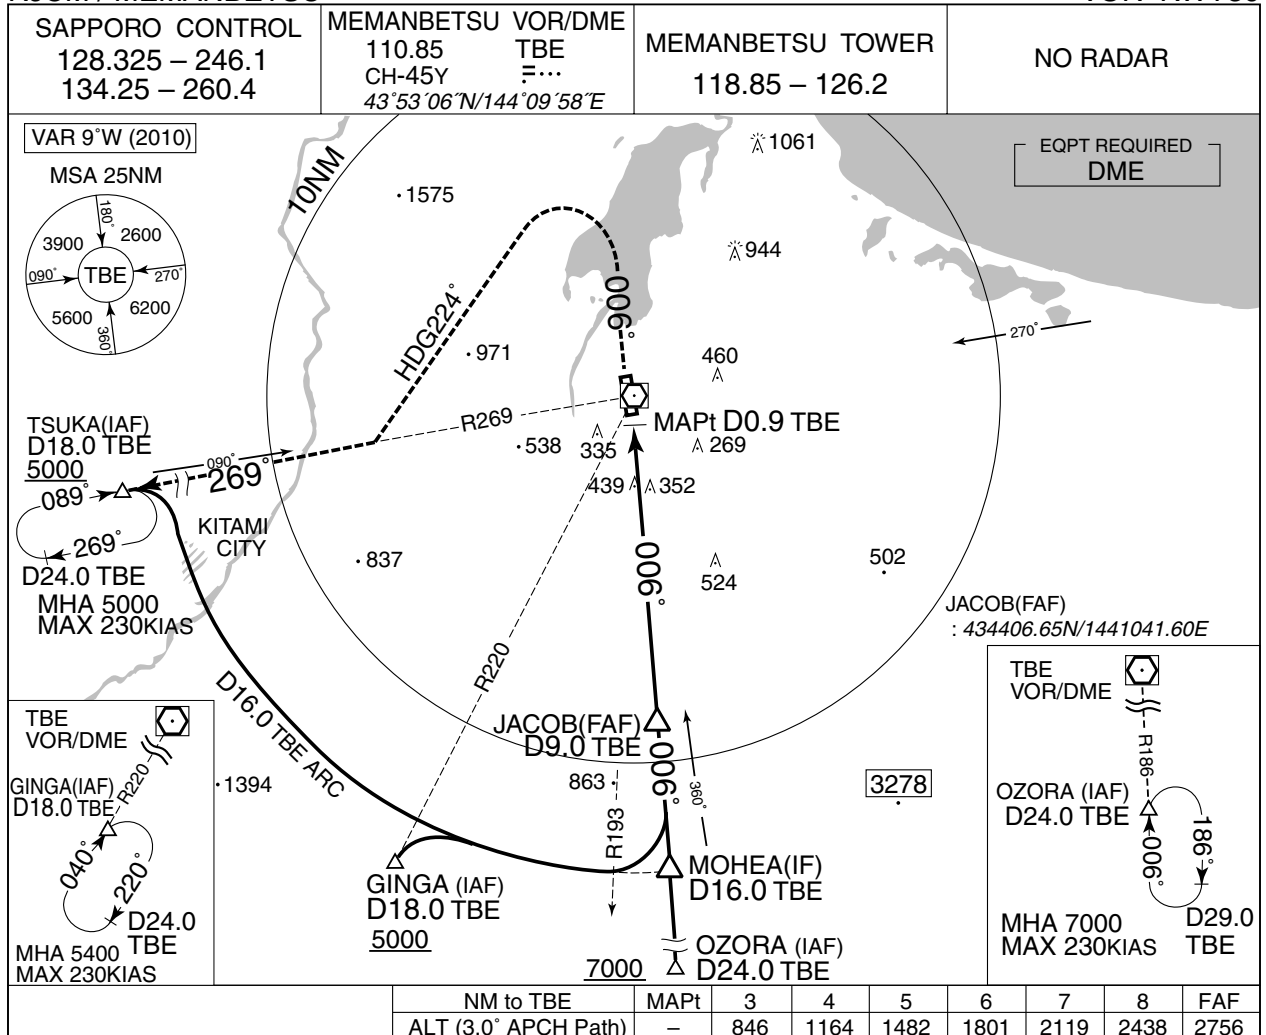 SAPPORO CONTROL
128.325 – 246.1
134.25 – 260.4
MEMANBETSU VOR/DME
110.85 TBE
CH-45Y
43°53´06˝N/144°09´58˝E
MEMANBETSU TOWER
118.85 – 126.2
NO RADAR
VAR 9°W (2010)
MSA 25NM
180°
3900 2600
090° TBE 270°
5600 6200
360°
10NM
1575
1061
EQPT REQUIRED
DME
944
HDG224°
006°
971
460
270°
R269
MAPt D0.9 TBE
538
335
269
439
352
TSUKA(IAF)
D18.0 TBE
5000
090°
269°
089°
269°
D24.0 TBE
MHA 5000
MAX 230KIAS
KITAMI
CITY
837
006°
524
502
JACOB(FAF)
: 434406.65N/1441041.60E
R220
D16.0 TBE ARC
JACOB(FAF)
D9.0 TBE
006°
360°
863
R193
3278
1394
TBE
VOR/DME
R220
GINGA(IAF)
D18.0 TBE
040°
220°
D24.0
TBE
MHA 5400
MAX 230KIAS
GINGA (IAF)
D18.0 TBE
5000
MOHEA(IF)
D16.0 TBE
OZORA (IAF)
7000 D24.0 TBE
TBE
VOR/DME
R186
OZORA (IAF)
D24.0 TBE
006°
186°
MHA 7000
MAX 230KIAS
D29.0
TBE
NM to TBE MAPt 3 4 5 6 7 8 FAF
ALT (3.0° APCH Path) – 846 1164 1482 1801 2119 2438 2756